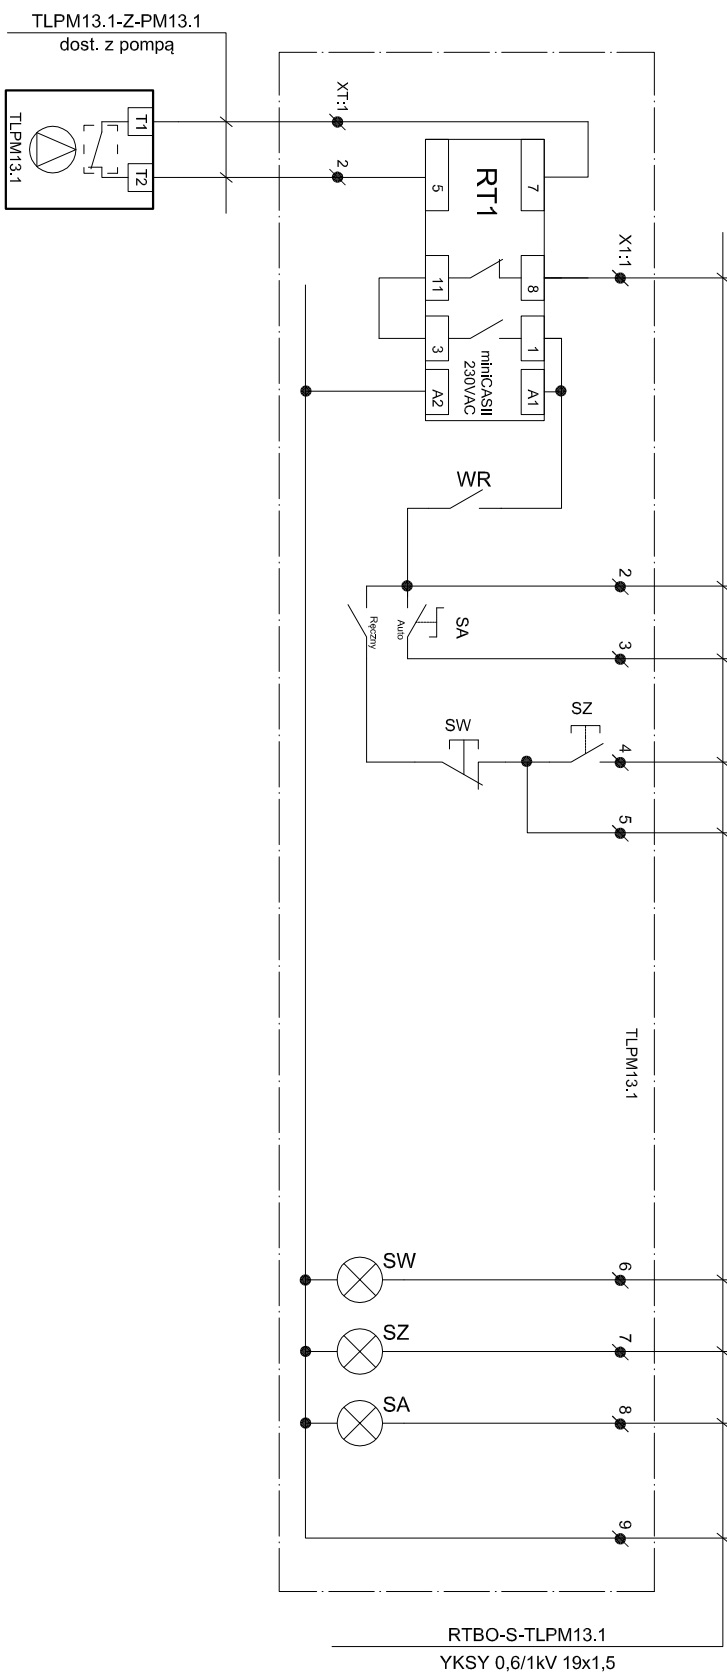 TLPM13.1-Z-PM13.1
dost. z pompą
TLPM13.1
T1
T2
XT:1
2
RT1
5
7
11
8
3
1
A2
A1
miniCASII
230VAC
X1:1
WR
2
SA
Auto
Ręczny
3
SW
SZ
4
5
TLPM13.1
SW
6
SZ
7
SA
8
9
RTBO-S-TLPM13.1
YKSY 0,6/1kV 19x1,5